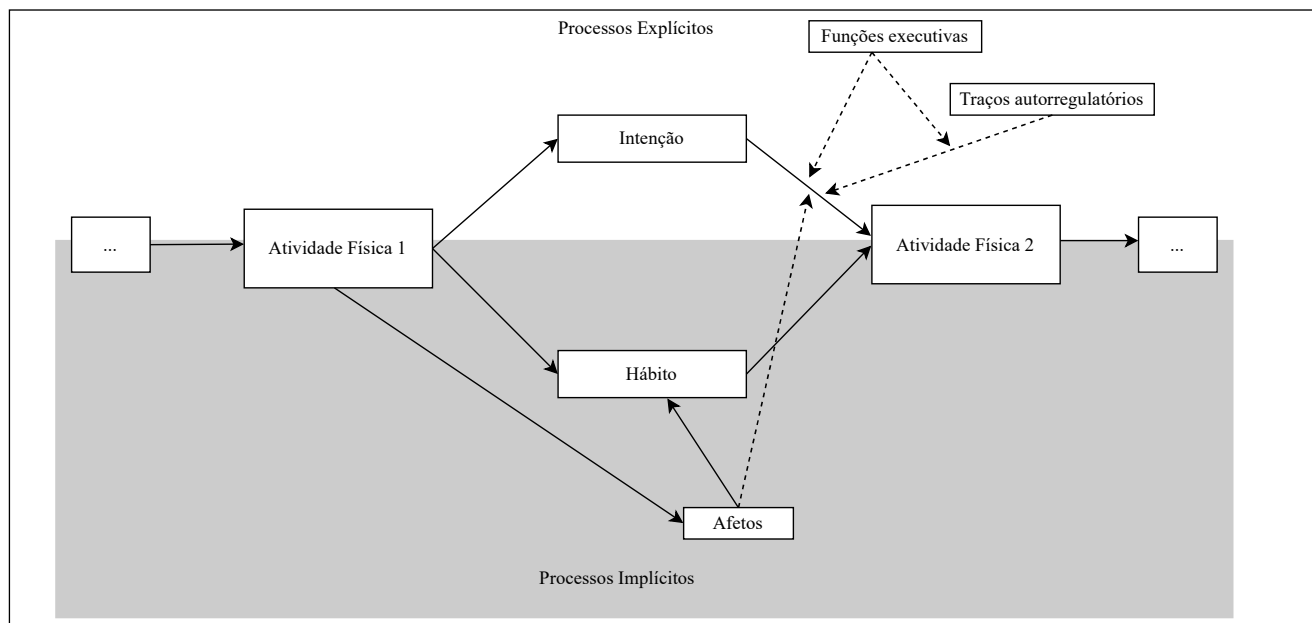 Processos Explícitos
Funções executivas
Traços autorregulatórios
Intenção
...
Atividade Física 1
Atividade Física 2
...
Hábito
Afetos
Processos Implícitos